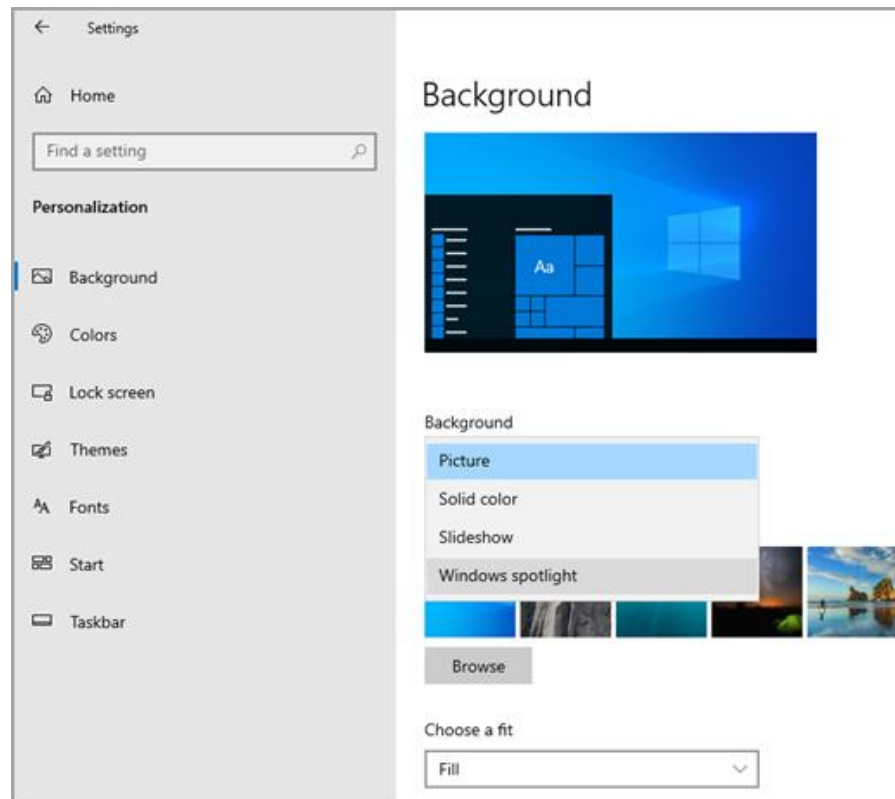 Settings
Home
Find a setting
Personalization
Background
Colors
Lock screen
Themes
Fonts
Start
Taskbar
Background
Aa
Background
Picture
Solid color
Slideshow
Windows spotlight
Browse
Choose a fit
Fill